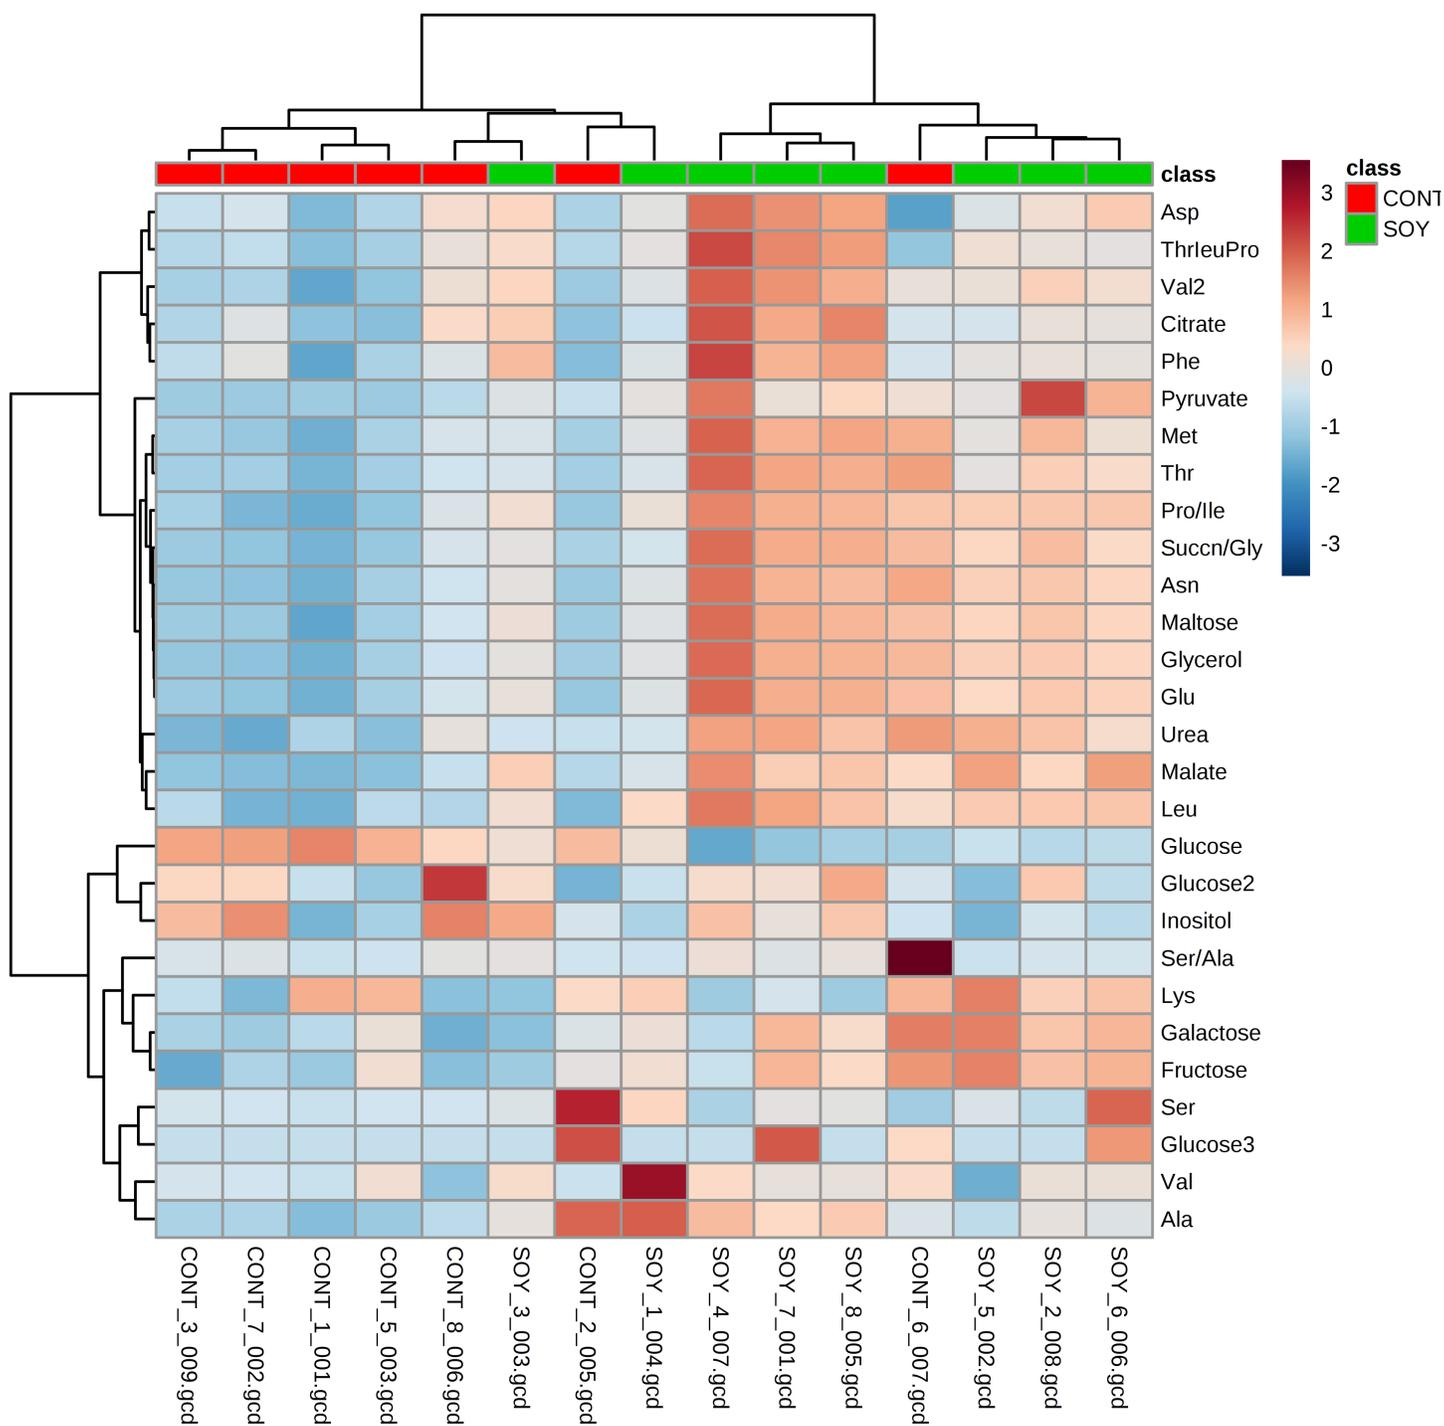 class
class
CONT
SOY
3
2
1
0
-1
-2
-3
Asp
ThrIeuPro
Val2
Citrate
Phe
Pyruvate
Met
Thr
Pro/Ile
Succn/Gly
Asn
Maltose
Glycerol
Glu
Urea
Malate
Leu
Glucose
Glucose2
Inositol
Ser/Ala
Lys
Galactose
Fructose
Ser
Glucose3
Val
Ala
CONT_3_009.gcd
CONT_7_002.gcd
CONT_1_001.gcd
CONT_5_003.gcd
CONT_8_006.gcd
SOY_3_003.gcd
CONT_2_005.gcd
SOY_1_004.gcd
SOY_4_007.gcd
SOY_7_001.gcd
SOY_8_005.gcd
CONT_6_007.gcd
SOY_5_002.gcd
SOY_2_008.gcd
SOY_6_006.gcd